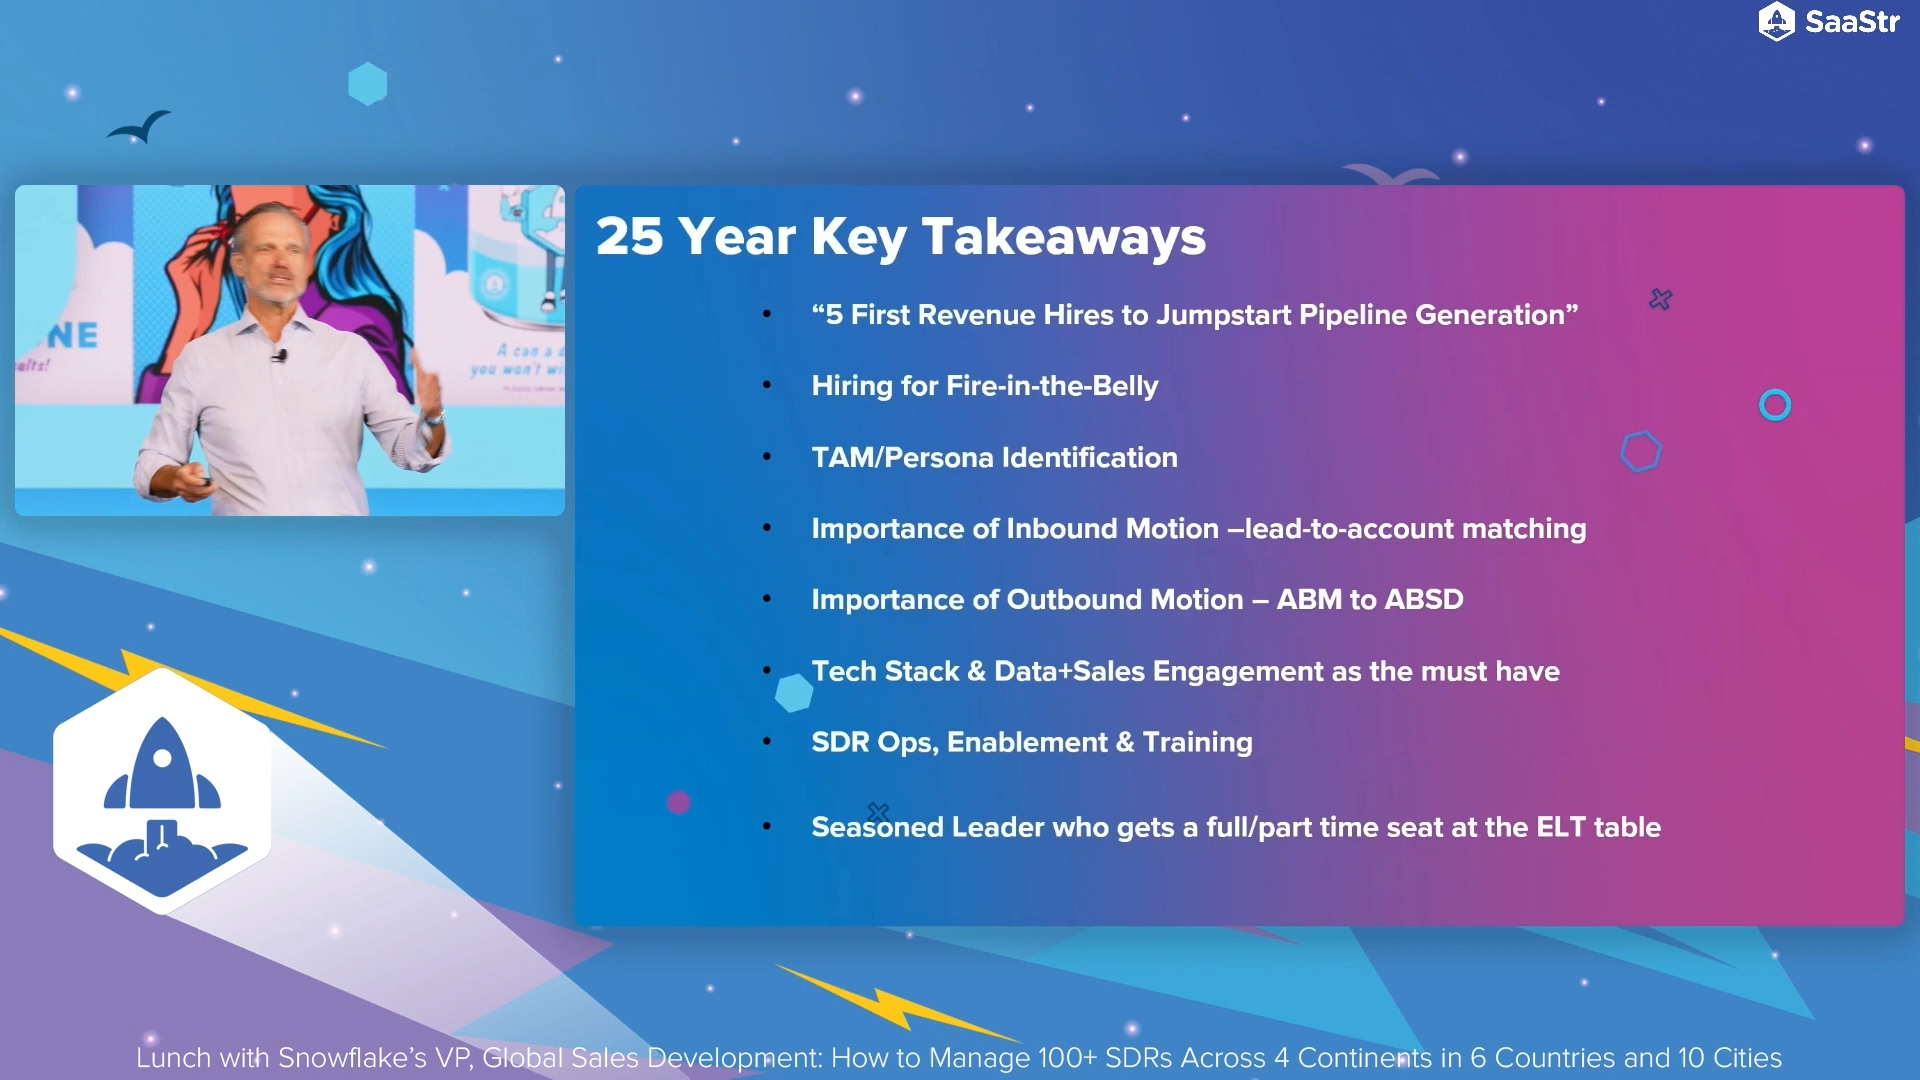 SaaStr
NE
A can a d
you won't wi
25 Year Key Takeaways
“5 First Revenue Hires to Jumpstart Pipeline Generation”
Hiring for Fire-in-the-Belly
TAM/Persona Identification
Importance of Inbound Motion –lead-to-account matching
Importance of Outbound Motion – ABM to ABSD
Tech Stack & Data+Sales Engagement as the must have
SDR Ops, Enablement & Training
Seasoned Leader who gets a full/part time seat at the ELT table
Lunch with Snowflake’s VP, Global Sales Development: How to Manage 100+ SDRs Across 4 Continents in 6 Countries and 10 Cities